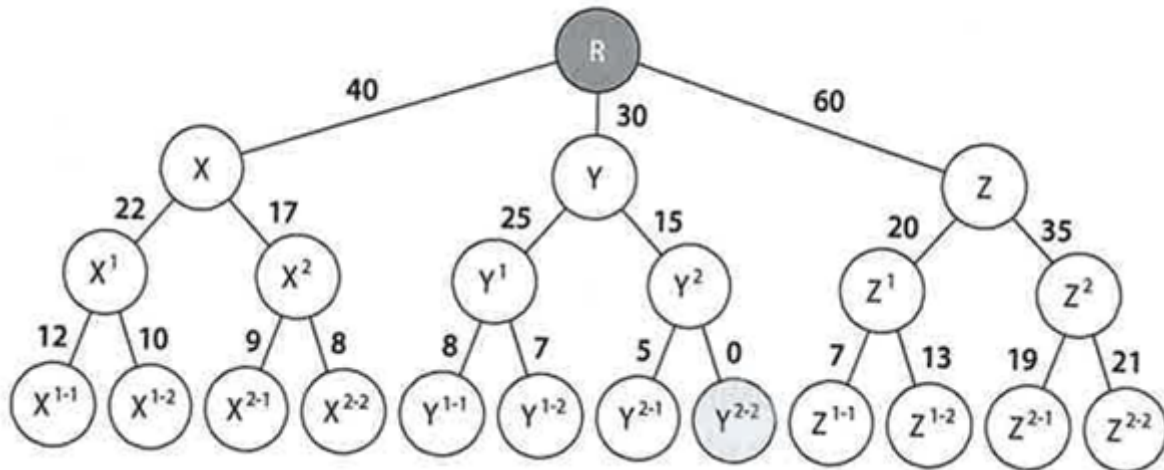 R
40 30 60
X Y Z
22 17 25 15 20 35
X¹ X² Y¹ Y² Z¹ Z²
12 10 9 8 8 7 5 0 7 13 19 21
X¹⁻¹ X¹⁻² X²⁻¹ X²⁻² Y¹⁻¹ Y¹⁻² Y²⁻¹ Y²⁻² Z¹⁻¹ Z¹⁻² Z²⁻¹ Z²⁻²